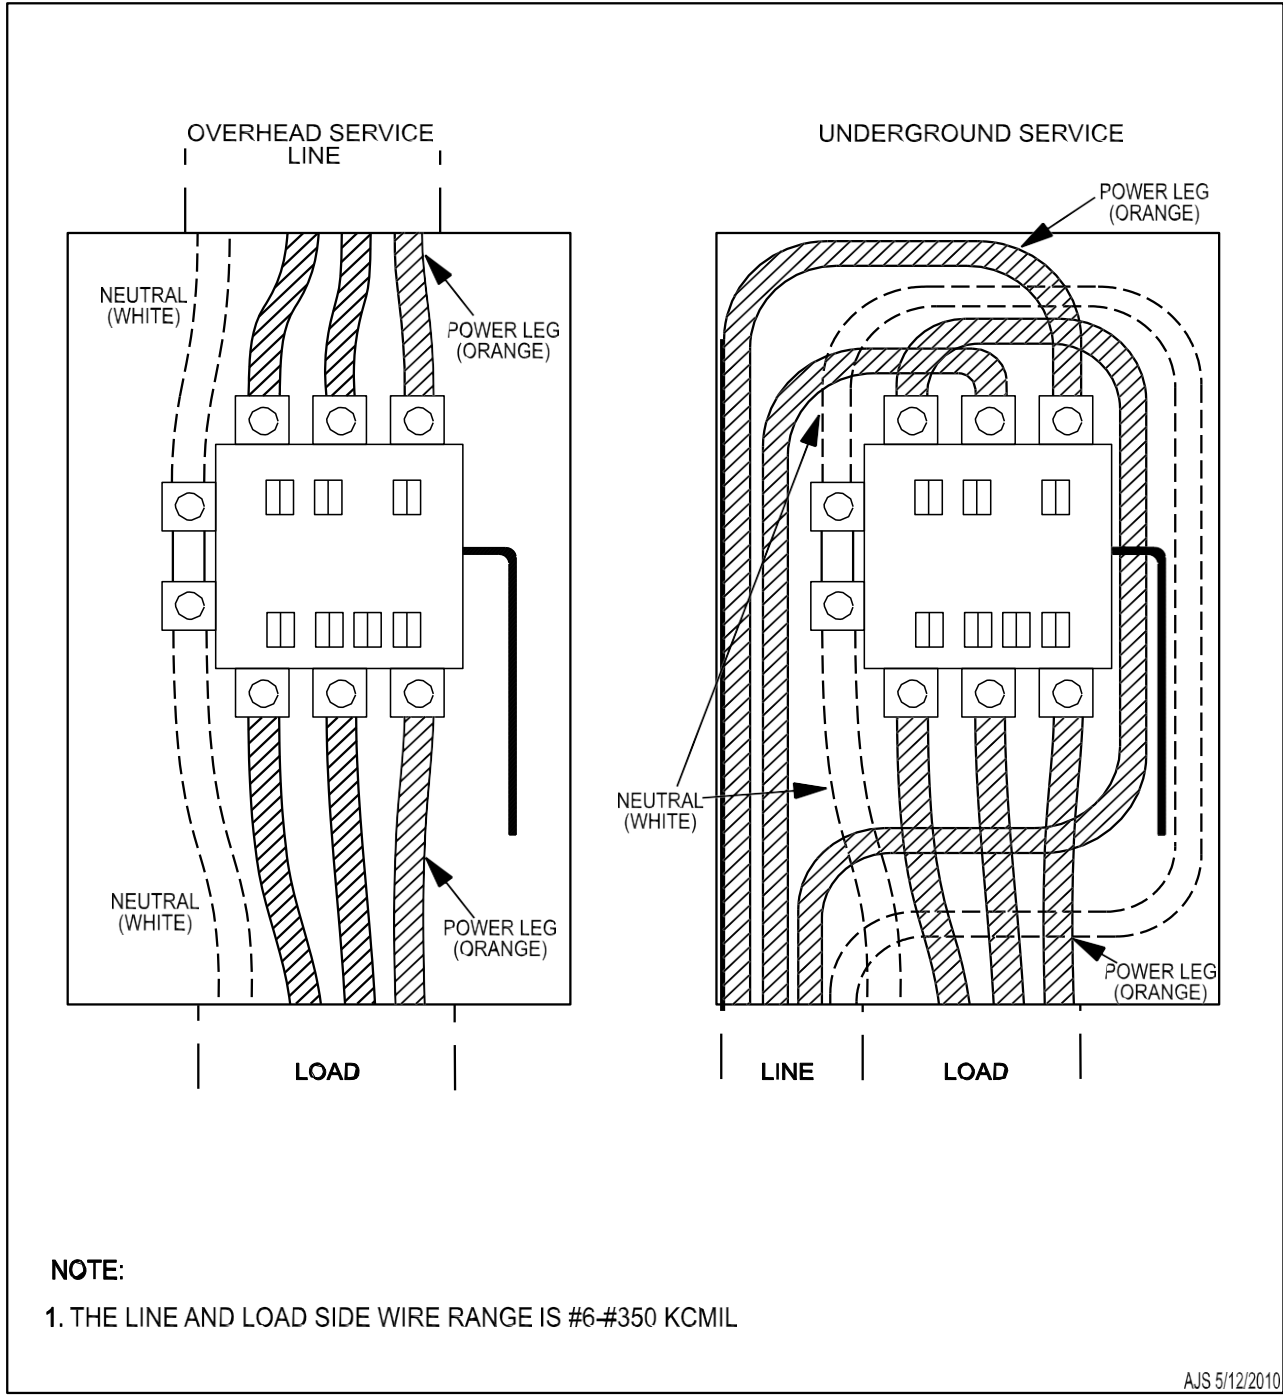 OVERHEAD SERVICE
LINE
UNDERGROUND SERVICE
POWER LEG
(ORANGE)
NEUTRAL
(WHITE)
POWER LEG
(ORANGE)
NEUTRAL
(WHITE)
NEUTRAL
(WHITE)
POWER LEG
(ORANGE)
POWER LEG
(ORANGE)
LOAD
LINE
LOAD
NOTE:
1. THE LINE AND LOAD SIDE WIRE RANGE IS #6-#350 KCMIL
AJS 5/12/2010